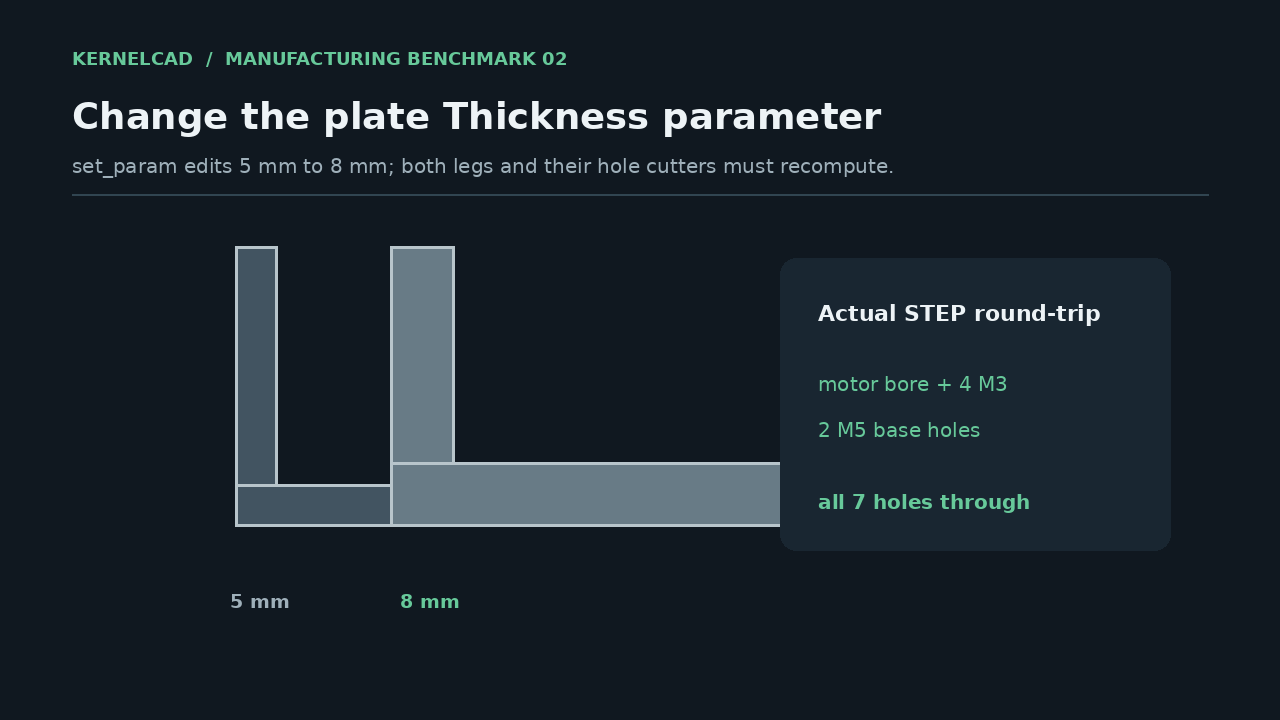 KERNELCAD / MANUFACTURING BENCHMARK 02
Change the plate Thickness parameter
set_param edits 5 mm to 8 mm; both legs and their hole cutters must recompute.
Actual STEP round-trip
motor bore + 4 M3
2 M5 base holes
all 7 holes through
5 mm
8 mm